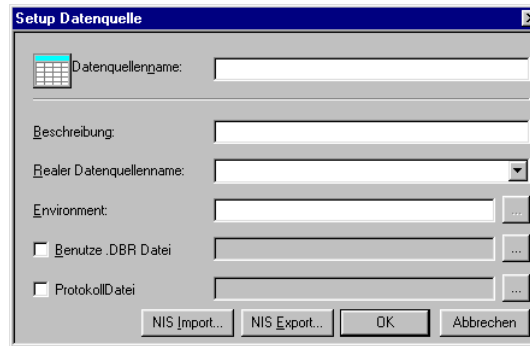 Setup Datenquelle
Datenquellenname:
Beschreibung:
Realer Datenquellenname:
Environment:
...
Benutze .DBR Datei
...
ProtokollDatei
...
NIS Import... NIS Export... OK Abbrechen